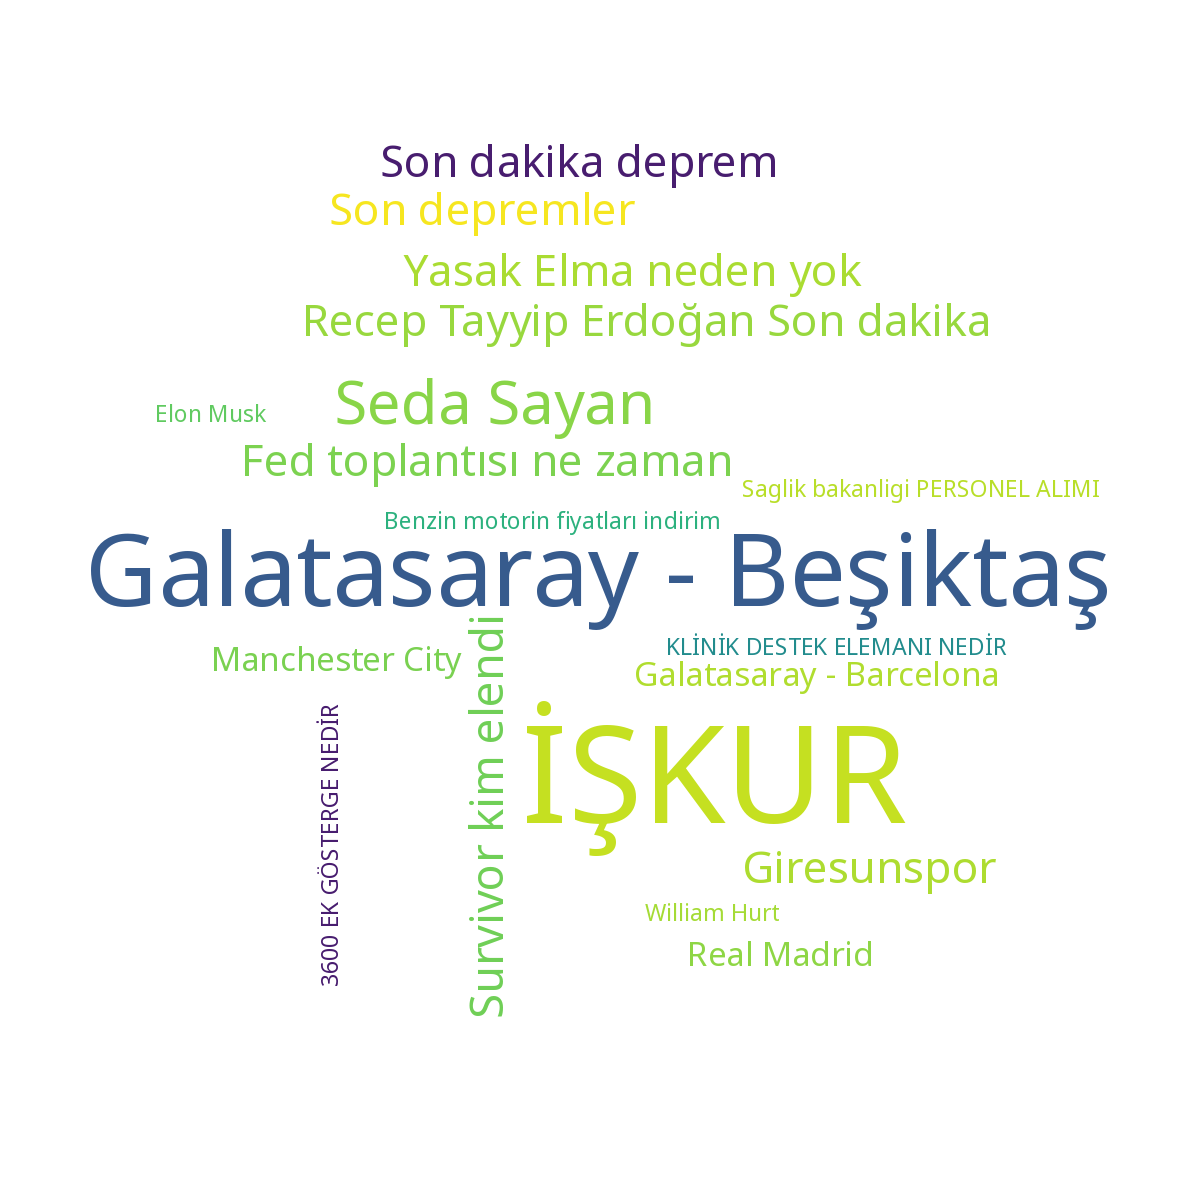 Son dakika deprem
Son depremler
Yasak Elma neden yok
Recep Tayyip Erdoğan Son dakika
Seda Sayan
Elon Musk
Fed toplantısı ne zaman
Saglik bakanligi PERSONEL ALIMI
Benzin motorin fiyatları indirim
Galatasaray - Beşiktaş
KLİNİK DESTEK ELEMANI NEDİR
Manchester City
Galatasaray - Barcelona
Survivor kim elendi
3600 EK GÖSTERGE NEDİR
İŞKUR
Giresunspor
William Hurt
Real Madrid